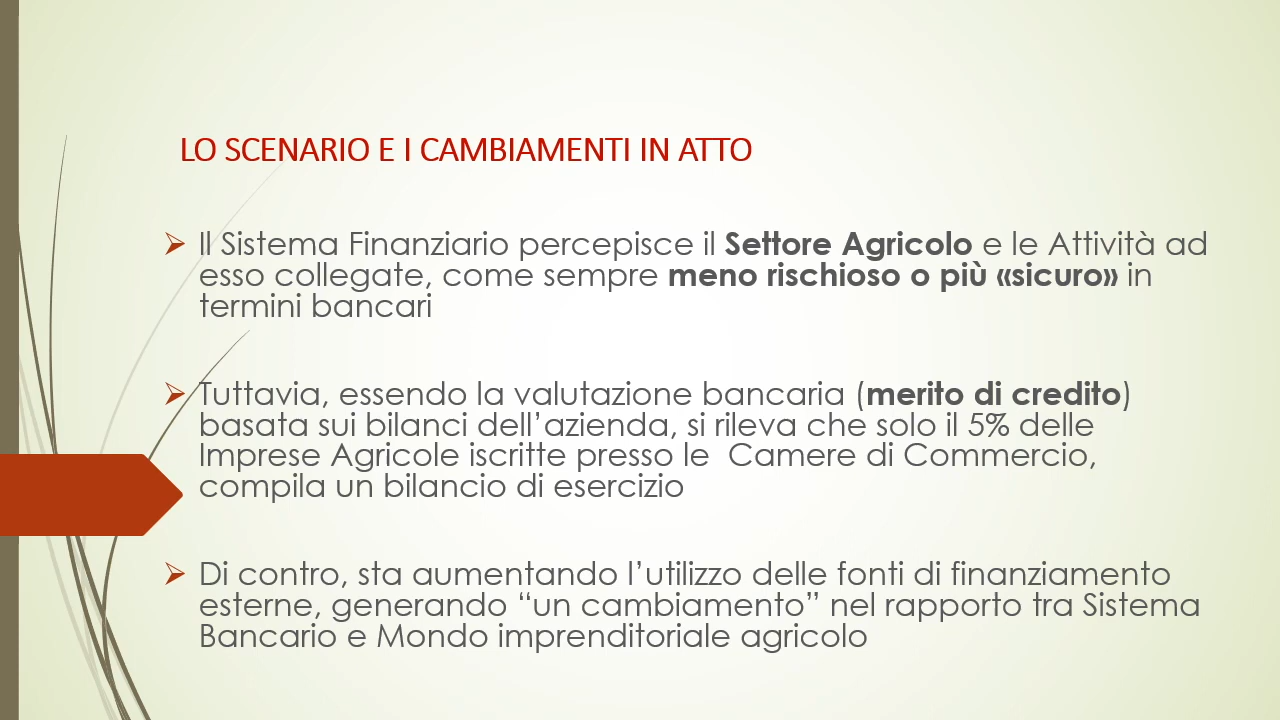 LO SCENARIO E I CAMBIAMENTI IN ATTO
Il Sistema Finanziario percepisce il Settore Agricolo e le Attività ad
esso collegate, come sempre meno rischioso o più «sicuro» in
termini bancari
Tuttavia, essendo la valutazione bancaria (merito di credito)
basata sui bilanci dell’azienda, si rileva che solo il 5% delle
Imprese Agricole iscritte presso le  Camere di Commercio,
compila un bilancio di esercizio
Di contro, sta aumentando l’utilizzo delle fonti di finanziamento
esterne, generando “un cambiamento” nel rapporto tra Sistema
Bancario e Mondo imprenditoriale agricolo